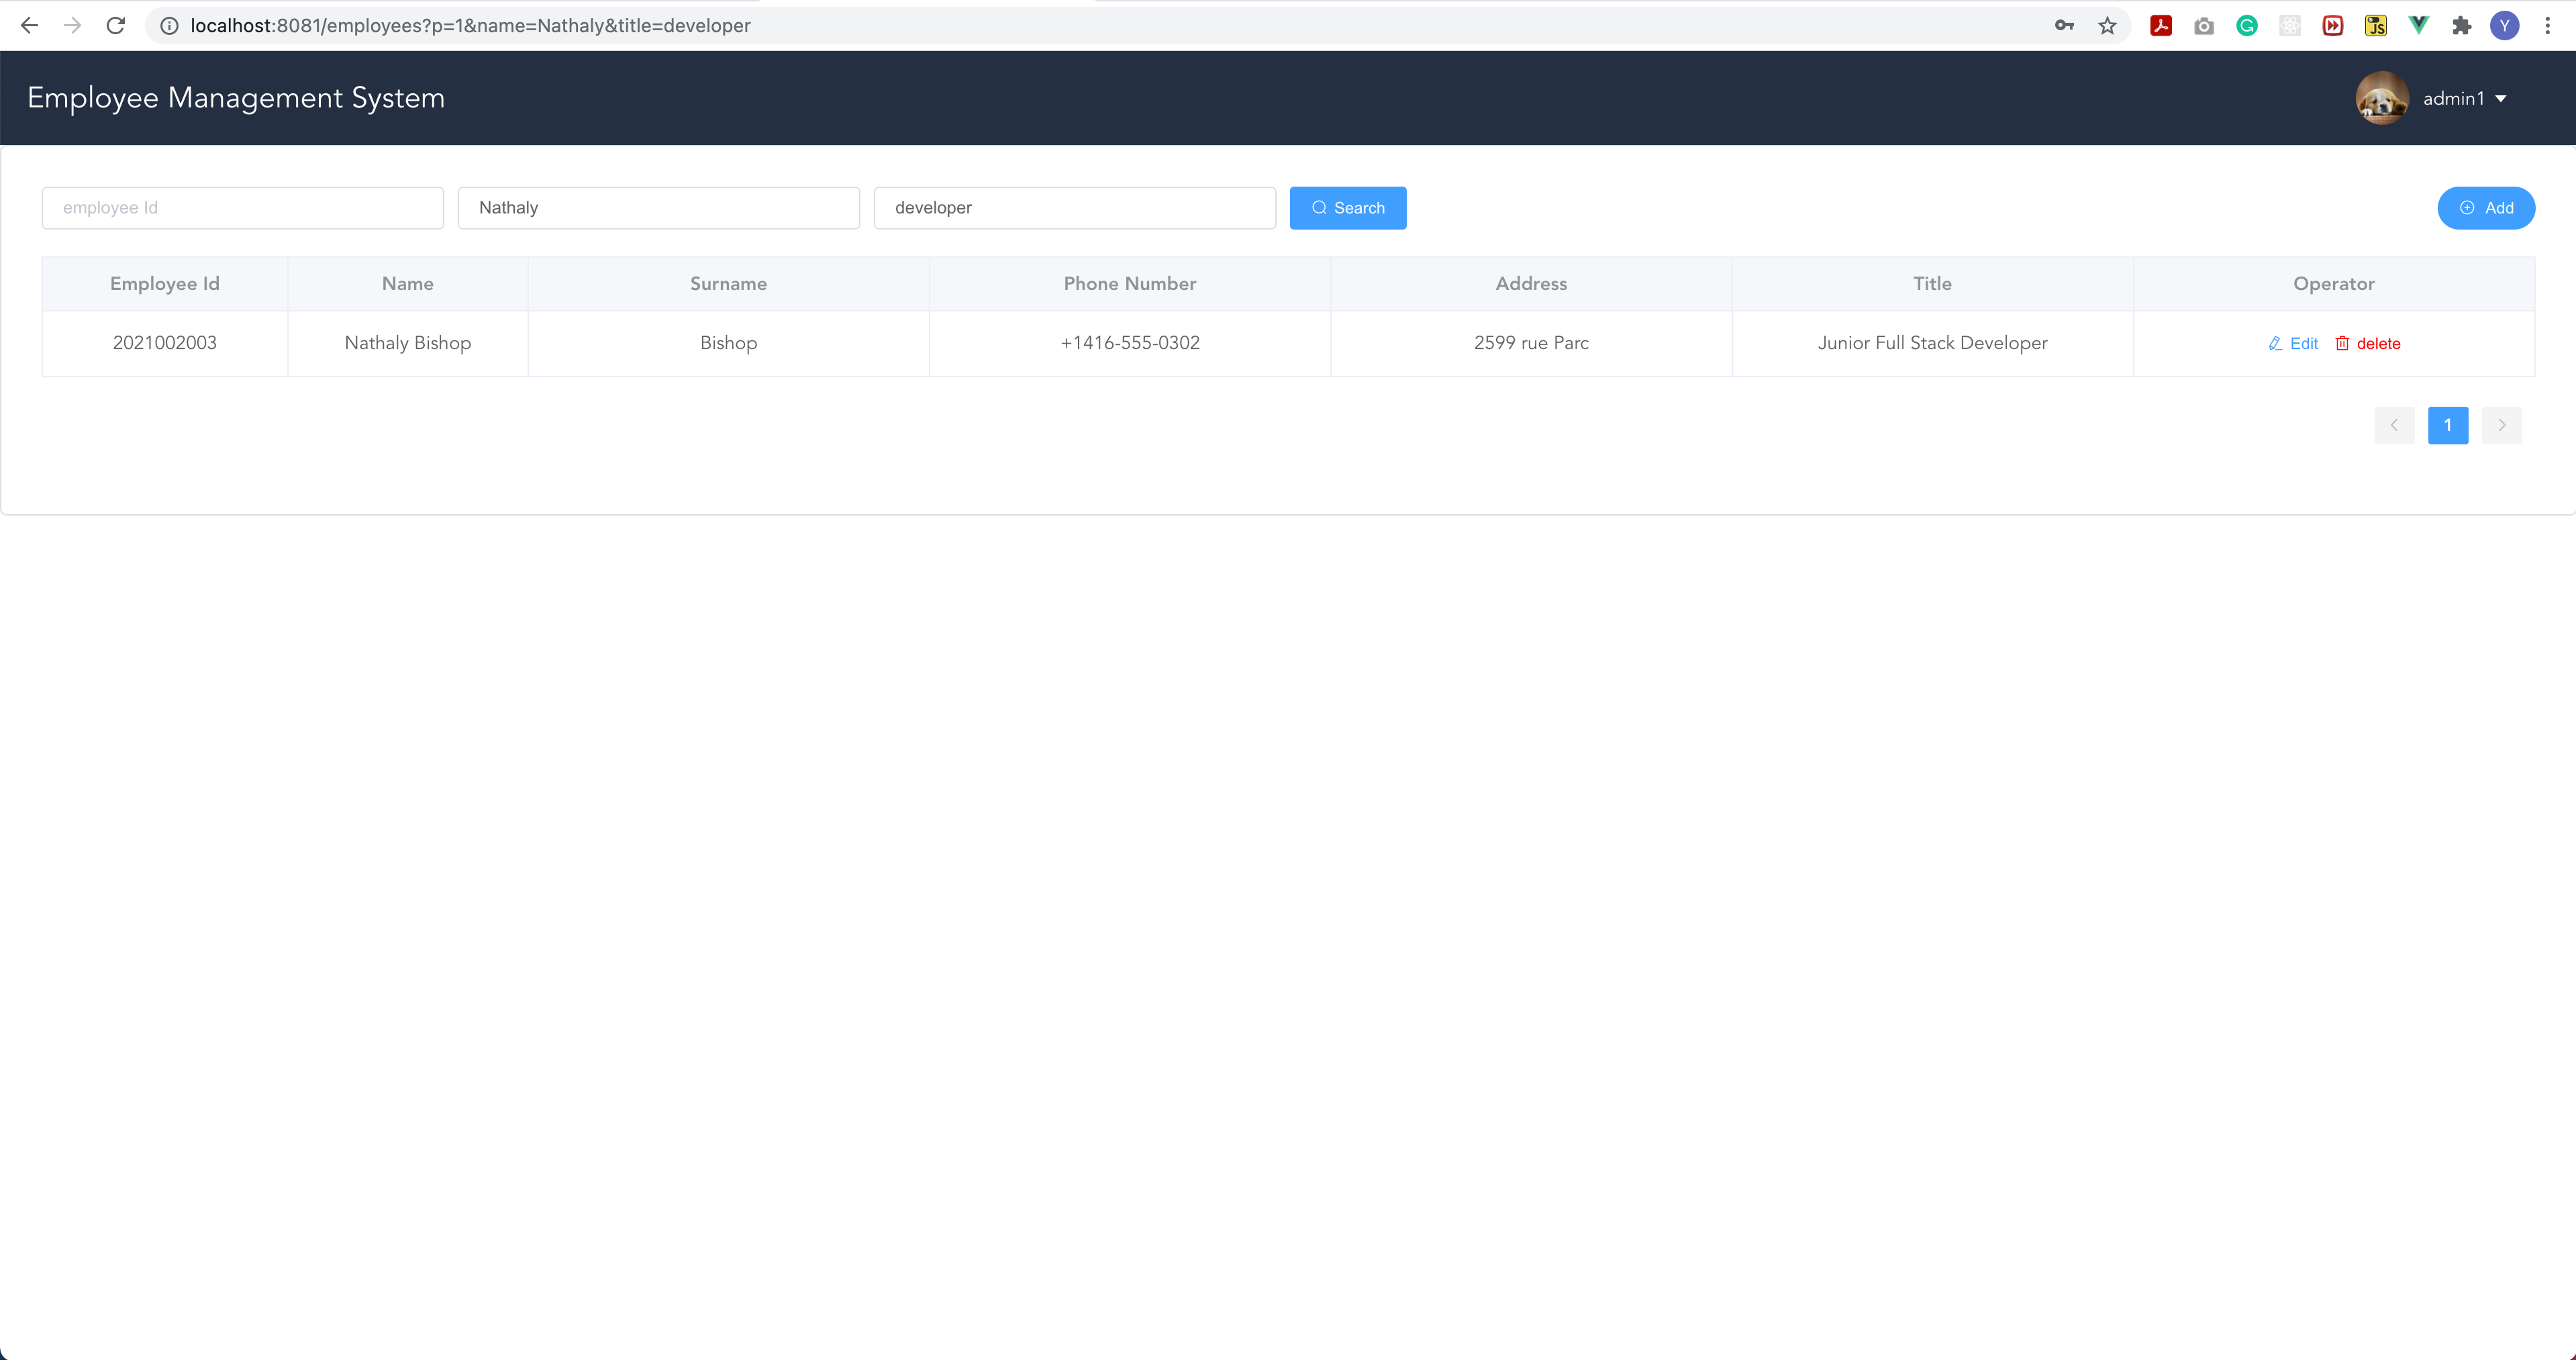 localhost:8081/employees?p=1&name=Nathaly&title=developer
Y
Employee Management System
admin1
employee Id
Nathaly
developer
Search
Add
Employee Id Name Surname Phone Number Address Title Operator
2021002003 Nathaly Bishop Bishop +1416-555-0302 2599 rue Parc Junior Full Stack Developer Edit delete
1